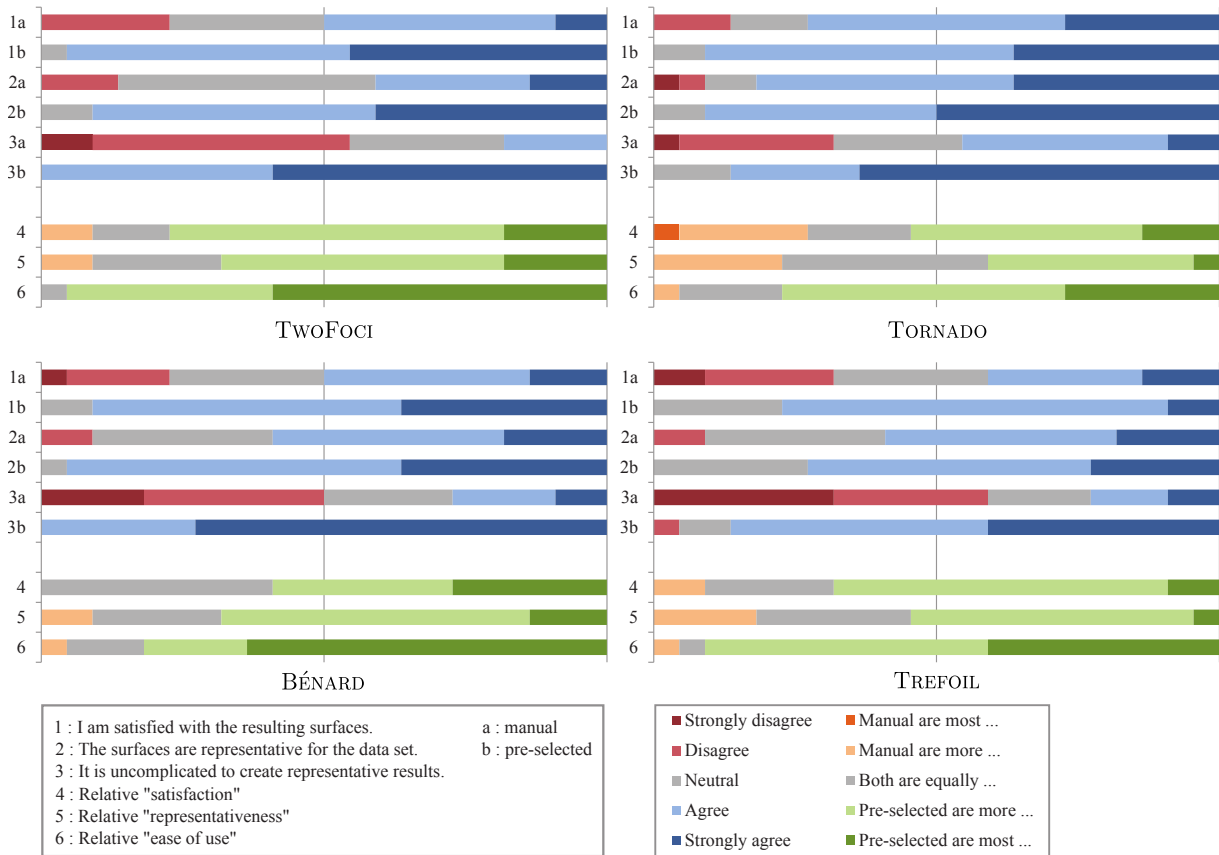 1a
1b
2a
2b
3a
3b
4
5
6
TWOFOCI
1a
1b
2a
2b
3a
3b
4
5
6
TORNADO
1a
1b
2a
2b
3a
3b
4
5
6
BÉNARD
1a
1b
2a
2b
3a
3b
4
5
6
TREFOIL
1 : I am satisfied with the resulting surfaces.
2 : The surfaces are representative for the data set.
3 : It is uncomplicated to create representative results.
4 : Relative "satisfaction"
5 : Relative "representativeness"
6 : Relative "ease of use"
a : manual
b : pre-selected
Strongly disagree
Disagree
Neutral
Agree
Strongly agree
Manual are most ...
Manual are more ...
Both are equally ...
Pre-selected are more ...
Pre-selected are most ...